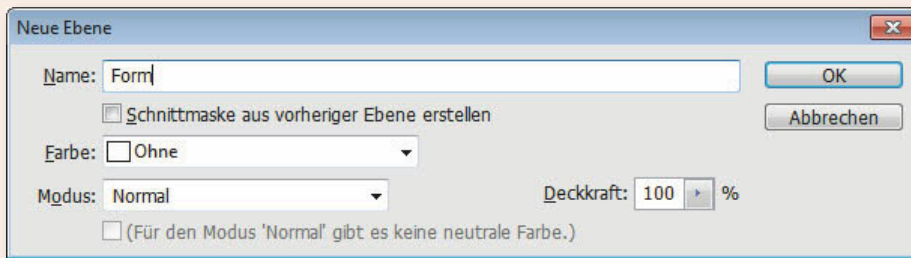 Neue Ebene
Name: Form
OK
Schnittmaske aus vorheriger Ebene erstellen
Abbrechen
Farbe: Ohne
Modus: Normal Deckkraft: 100 %
(Für den Modus 'Normal' gibt es keine neutrale Farbe.)